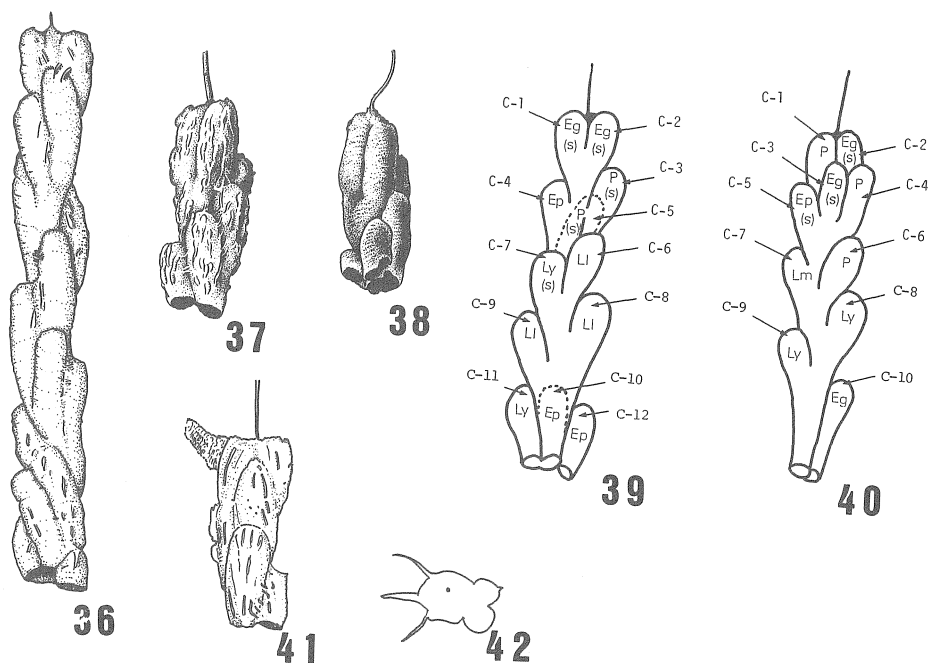 36
37
38
C-1
Eg
(s)
Eg
(s)
C-2
C-3
P
(s)
C-4
Ep
C-5
P
(s)
C-7
Ly
(s)
Ll
C-6
C-9
Ll
C-8
Ll
C-11
Ly
C-10
Ep
C-12
Ep
39
C-1
P
Eg
(s)
C-2
C-3
Eg
(s)
P
C-4
C-5
Ep
(s)
C-7
Lm
C-6
P
C-8
Ly
C-9
Ly
C-10
Eg
40
41
42